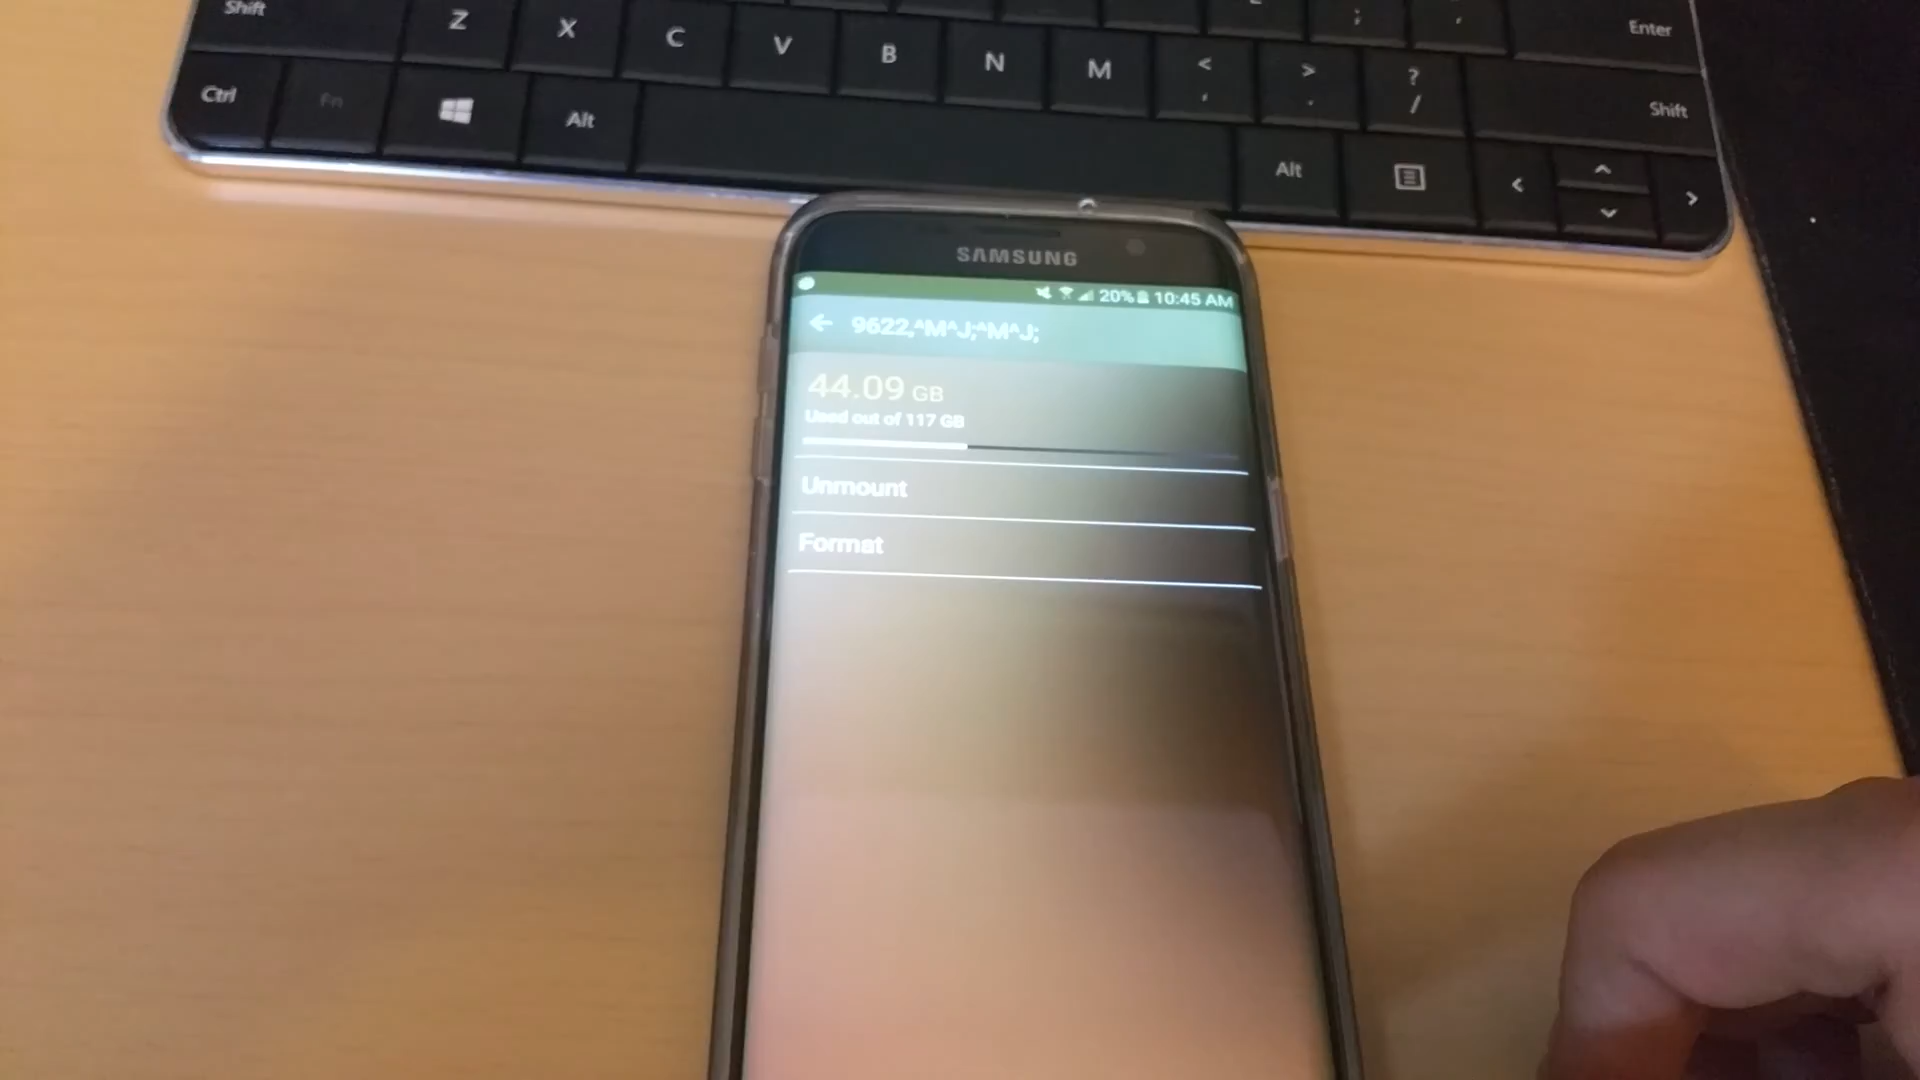 Shift Z X C V B N M < , > . ? / Enter
Ctrl Fn Alt Alt Shift
SAMSUNG
20% 10:45 AM
9622,^M^J;^M^J;
44.09 GB
Used out of 117 GB
Unmount
Format